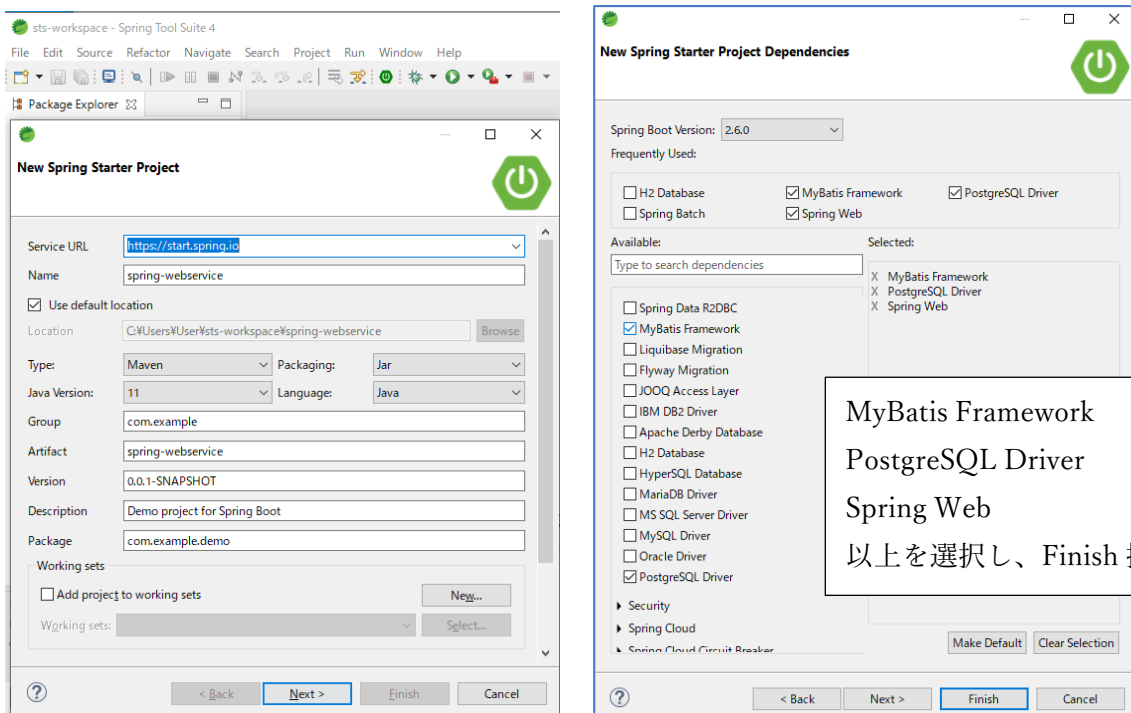 sts-workspace - Spring Tool Suite 4
File Edit Source Refactor Navigate Search Project Run Window Help
Package Explorer
New Spring Starter Project
Service URL https://start.spring.io
Name spring-webservice
Use default location
Location C:¥Users¥User¥sts-workspace¥spring-webservice Browse
Type: Maven Packaging: Jar
Java Version: 11 Language: Java
Group com.example
Artifact spring-webservice
Version 0.0.1-SNAPSHOT
Description Demo project for Spring Boot
Package com.example.demo
Working sets
Add project to working sets New...
Working sets: Select...
? < Back Next > Finish Cancel
New Spring Starter Project Dependencies
Spring Boot Version: 2.6.0
Frequently Used:
H2 Database MyBatis Framework PostgreSQL Driver
Spring Batch Spring Web
Available: Selected:
Type to search dependencies
X MyBatis Framework
X PostgreSQL Driver
X Spring Web
Spring Data R2DBC
MyBatis Framework
Liquibase Migration
Flyway Migration
JOOQ Access Layer
IBM DB2 Driver
Apache Derby Database
H2 Database
HyperSQL Database
MariaDB Driver
MS SQL Server Driver
MySQL Driver
Oracle Driver
PostgreSQL Driver
Security
Spring Cloud
Spring Cloud Circuit Breaker
MyBatis Framework
PostgreSQL Driver
Spring Web
以上を選択し、Finish
Make Default Clear Selection
? < Back Next > Finish Cancel